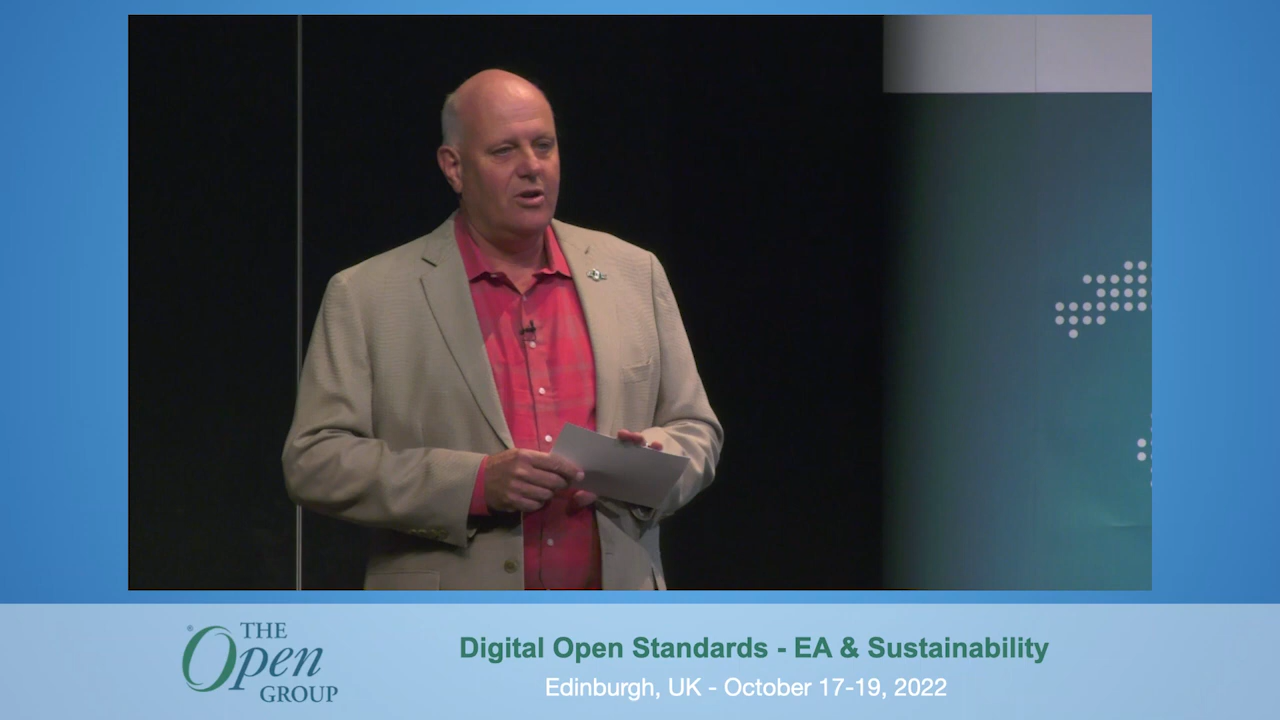 ® THE
Open
GROUP
Digital Open Standards - EA & Sustainability
Edinburgh, UK - October 17-19, 2022